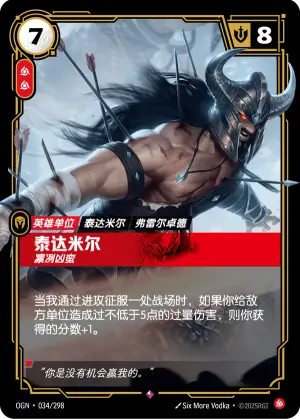 7
8
英雄单位 泰达米尔 弗雷尔卓德
泰达米尔
凛冽凶蛮
当我通过进攻征服一处战场时，如果你给敌
方单位造成过不低于5点的过量伤害，则你获
得的分数+1。
“你是没有机会赢我的。”
OGN • 034/298
Six More Vodka • ©2025RGI